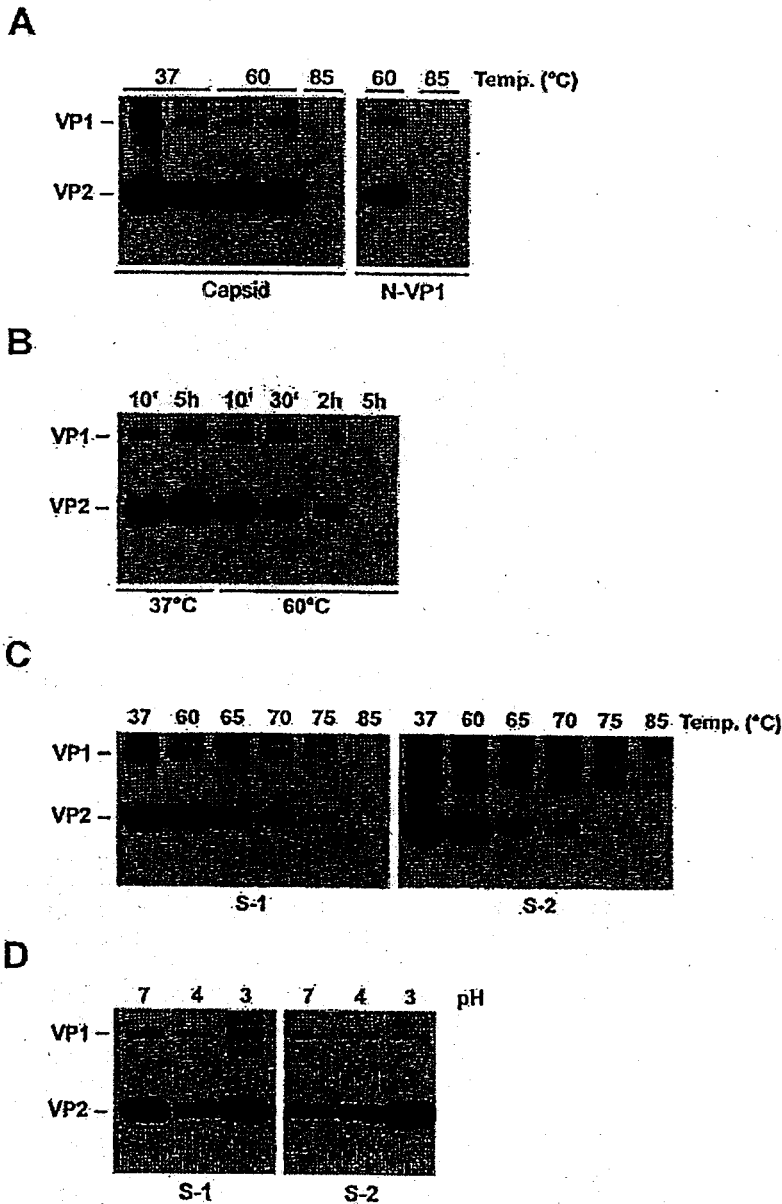 A
37 60 85 60 85 Temp. (°C)
VP1 –
VP2 –
Capsid N-VP1
B
10' 5h 10' 30' 2h 5h
VP1 –
VP2 –
37°C 60°C
C
37 60 65 70 75 85 37 60 65 70 75 85 Temp. (°C)
VP1 –
VP2 –
S-1 S-2
D
7 4 3 7 4 3 pH
VP1 –
VP2 –
S-1 S-2